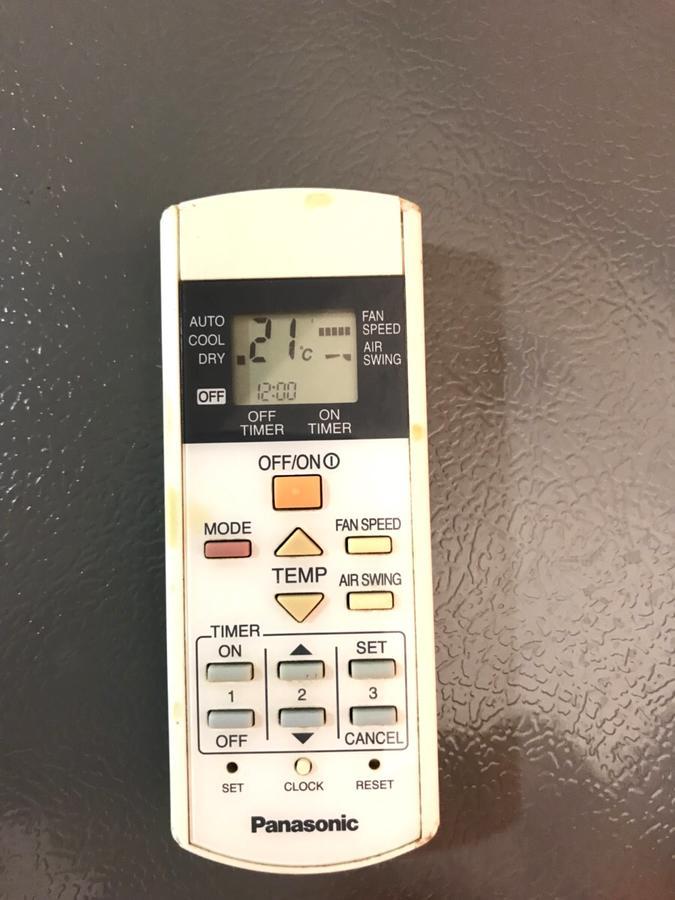 AUTO
COOL
DRY
OFF
21°C
12:00
FAN
SPEED
AIR
SWING
OFF
TIMER
ON
TIMER
OFF/ON
MODE
FAN SPEED
TEMP
AIR SWING
TIMER
ON
SET
1
2
3
OFF
CANCEL
SET
CLOCK
RESET
Panasonic